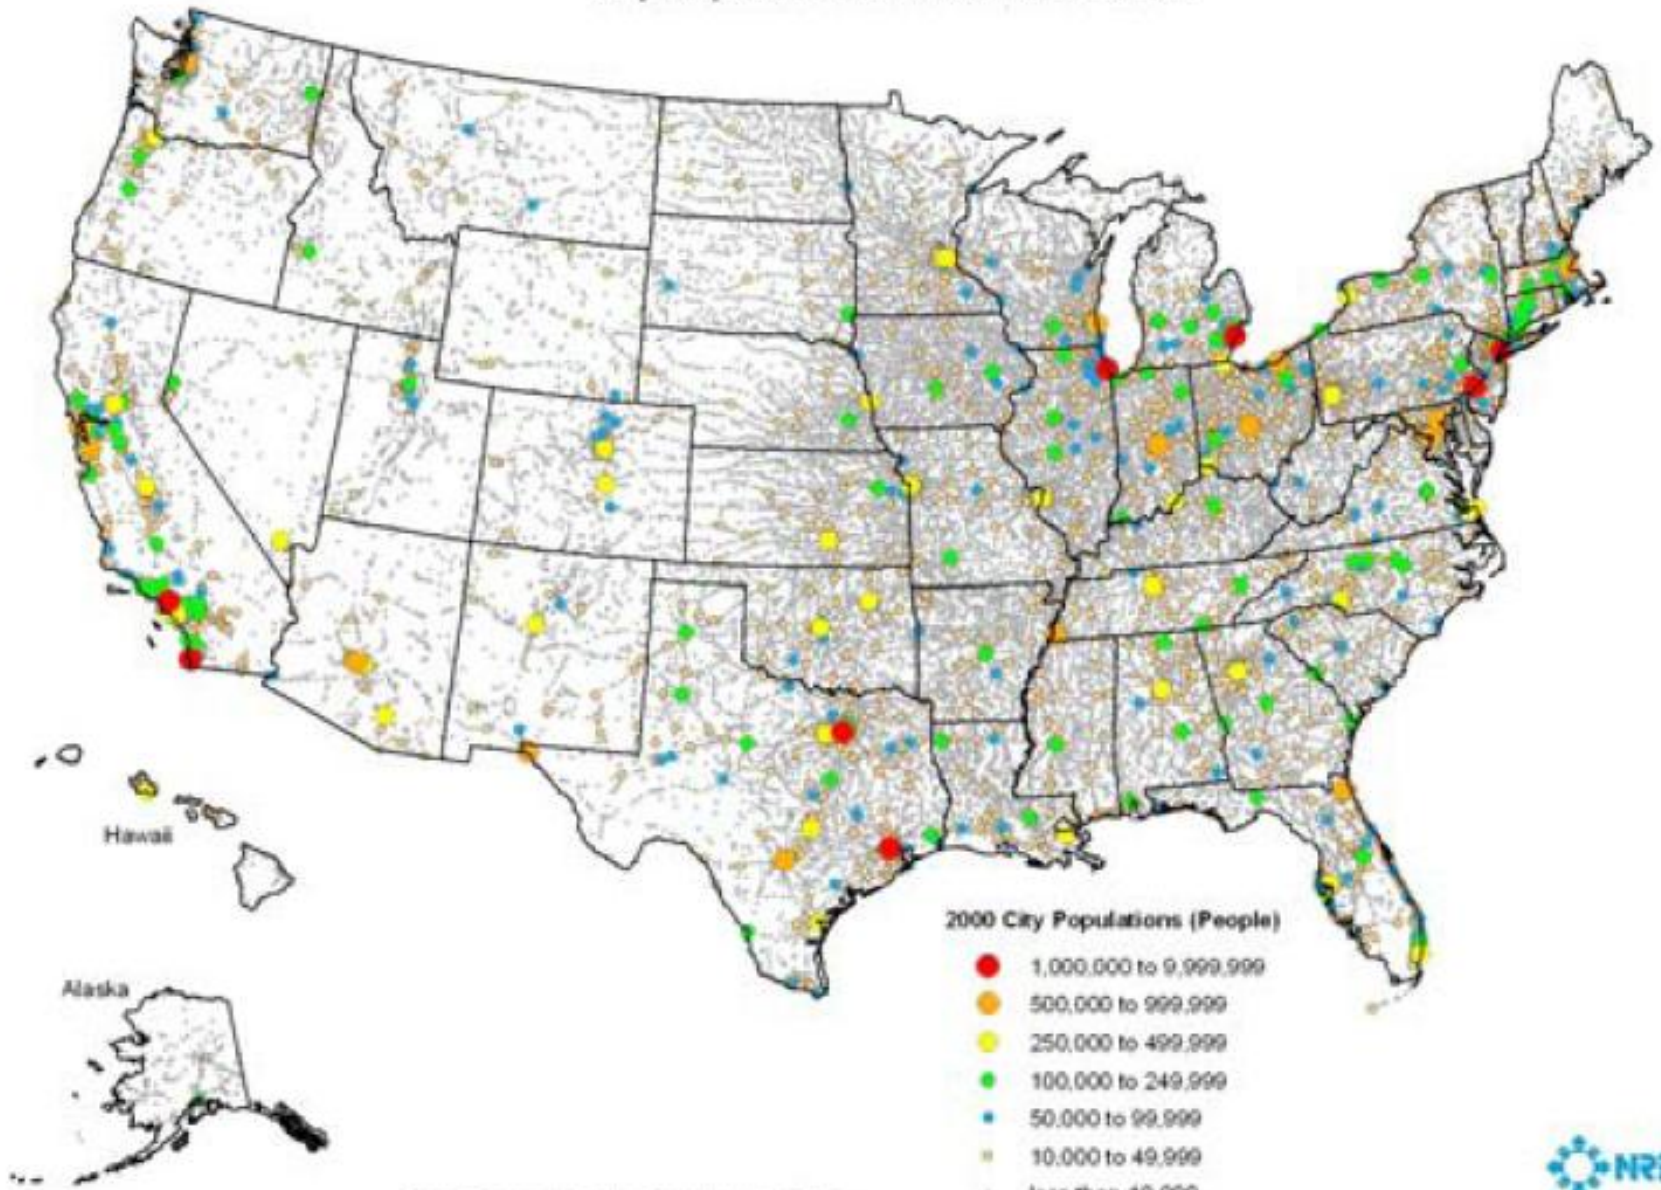 Hawaii
Alaska
2000 City Populations (People)
1,000,000 to 9,999,999
500,000 to 999,999
250,000 to 499,999
100,000 to 249,999
50,000 to 99,999
10,000 to 49,999